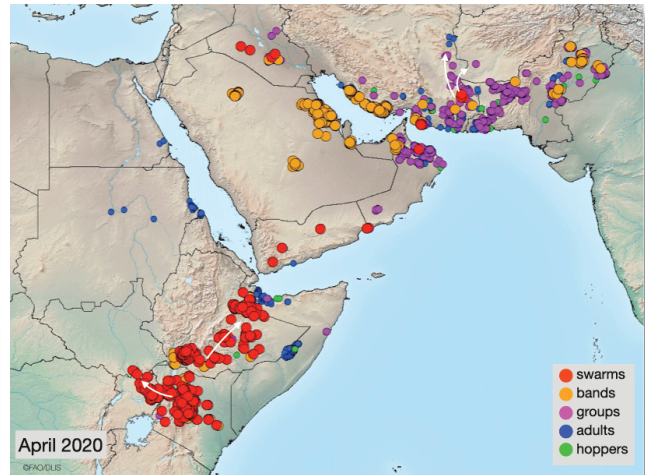 swarms
bands
groups
adults
hoppers
April 2020
©FAO/DLIS